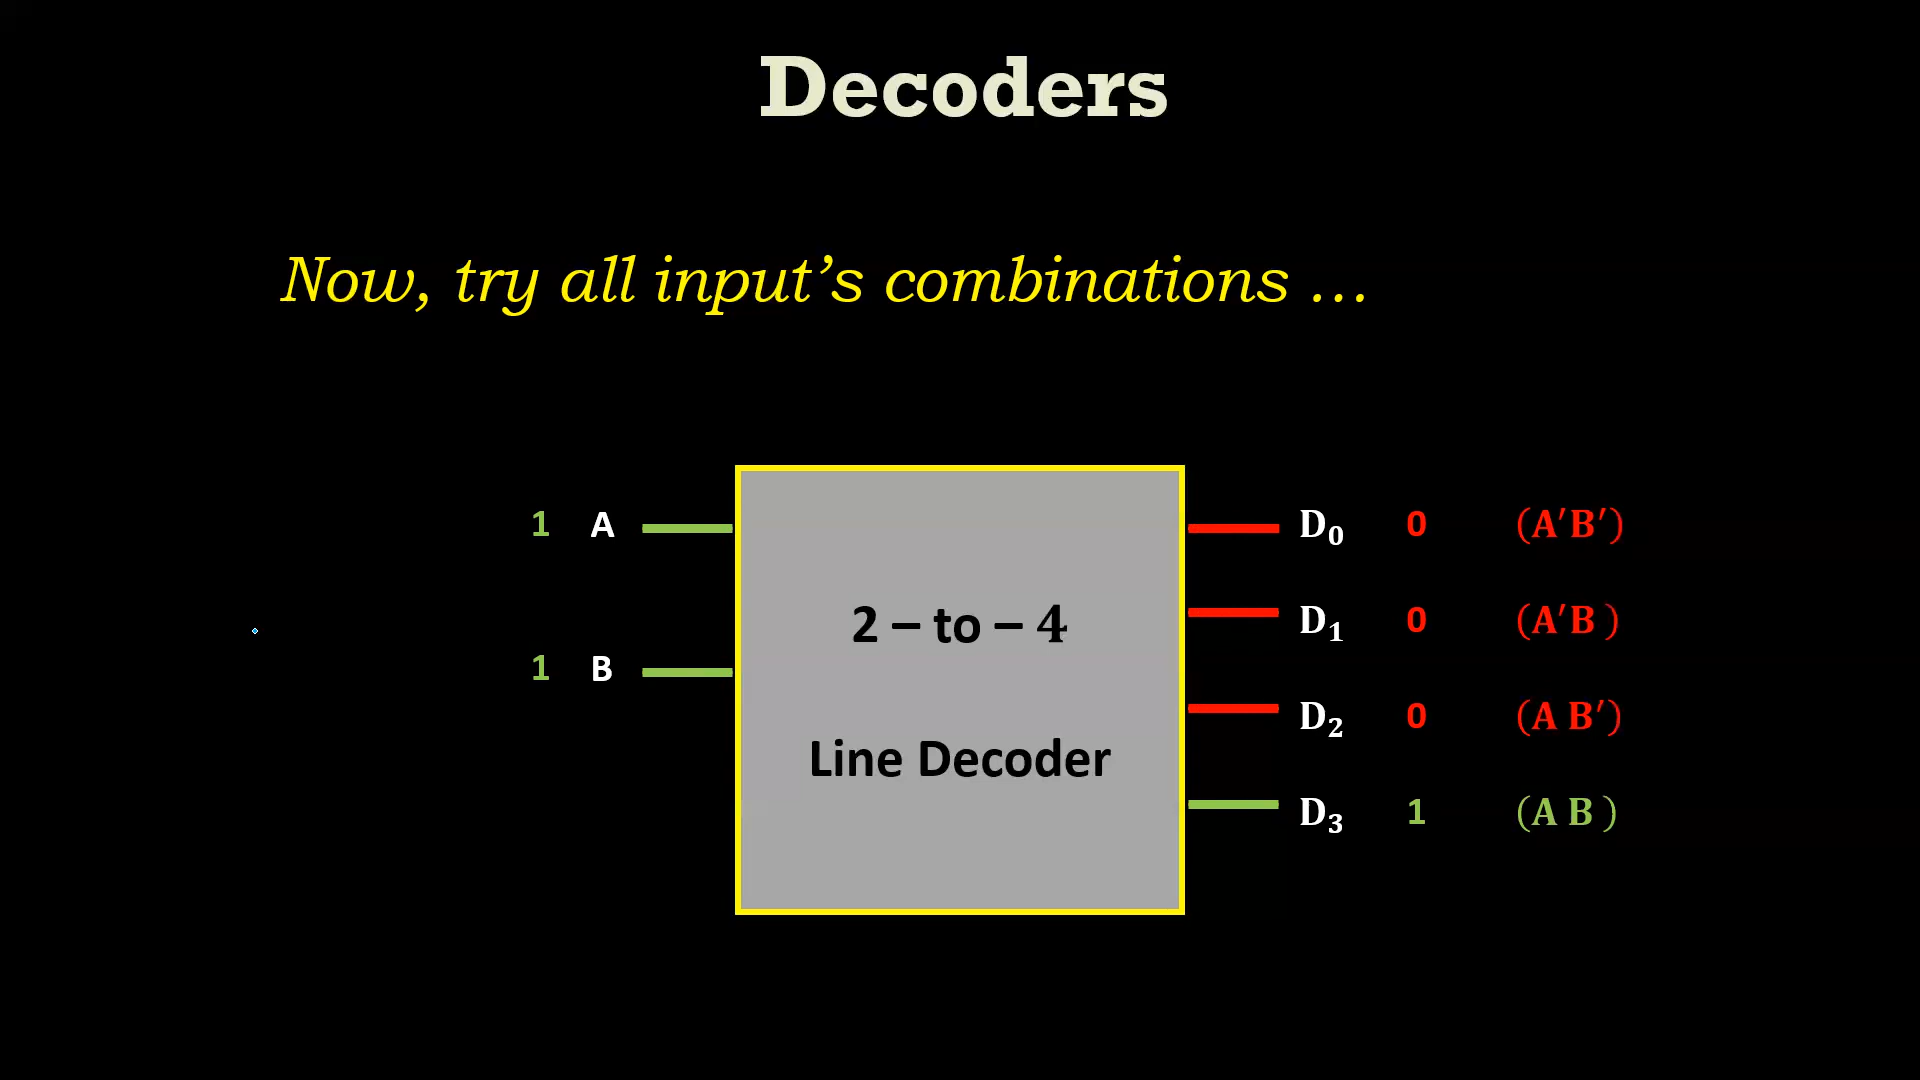 Decoders
Now, try all input’s combinations ...
1 A
1 B
2 – to – 4
Line Decoder
D₀ 0 (A′B′)
D₁ 0 (A′B )
D₂ 0 (A B′)
D₃ 1 (A B )